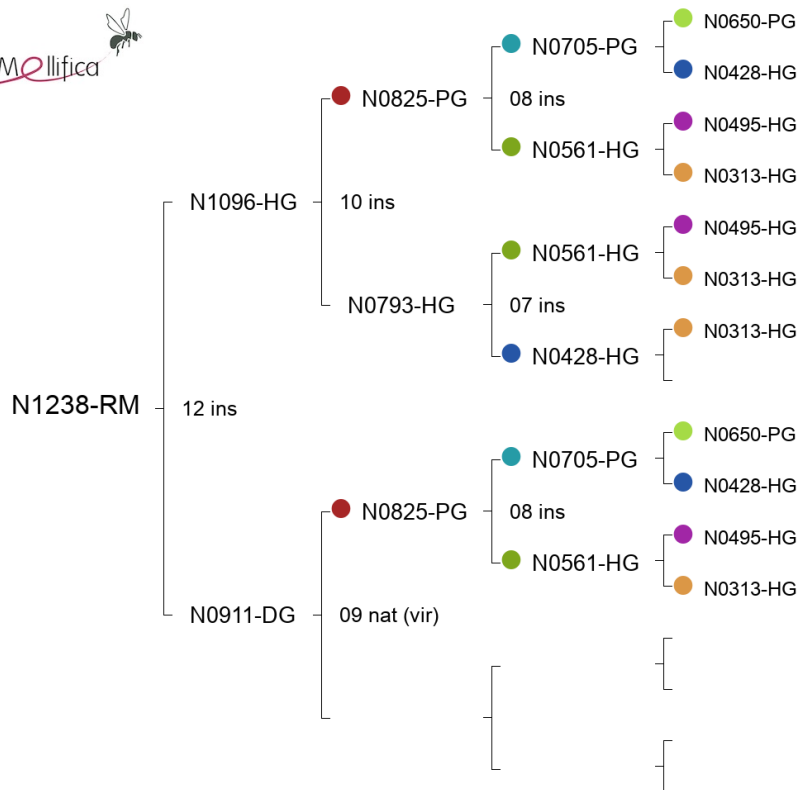 Mellifica
N0650-PG
N0705-PG
N0428-HG
N0825-PG
08 ins
N0495-HG
N0561-HG
N0313-HG
N1096-HG
10 ins
N0495-HG
N0561-HG
N0313-HG
N0793-HG
07 ins
N0313-HG
N0428-HG
N1238-RM
12 ins
N0650-PG
N0705-PG
N0428-HG
N0825-PG
08 ins
N0495-HG
N0561-HG
N0313-HG
N0911-DG
09 nat (vir)